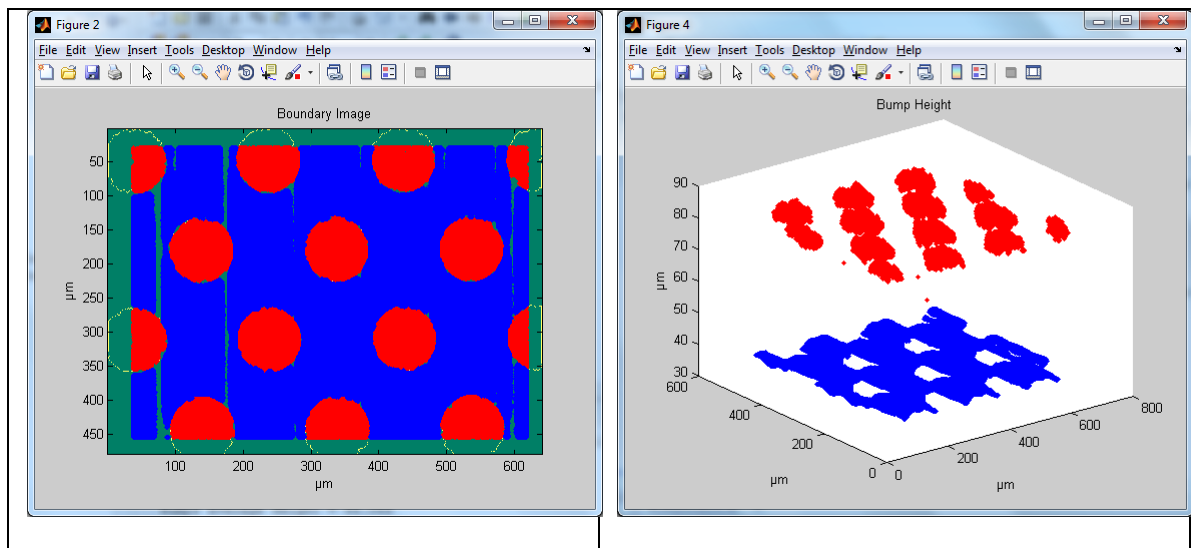 Figure 2
File Edit View Insert Tools Desktop Window Help
Boundary Image
50
100
150
200
250
300
350
400
450
µm
100 200 300 400 500 600
µm
Figure 4
File Edit View Insert Tools Desktop Window Help
Bump Height
90
80
70
60
50
40
30
µm
600
400
200
0
µm
0
200
400
600
800
µm